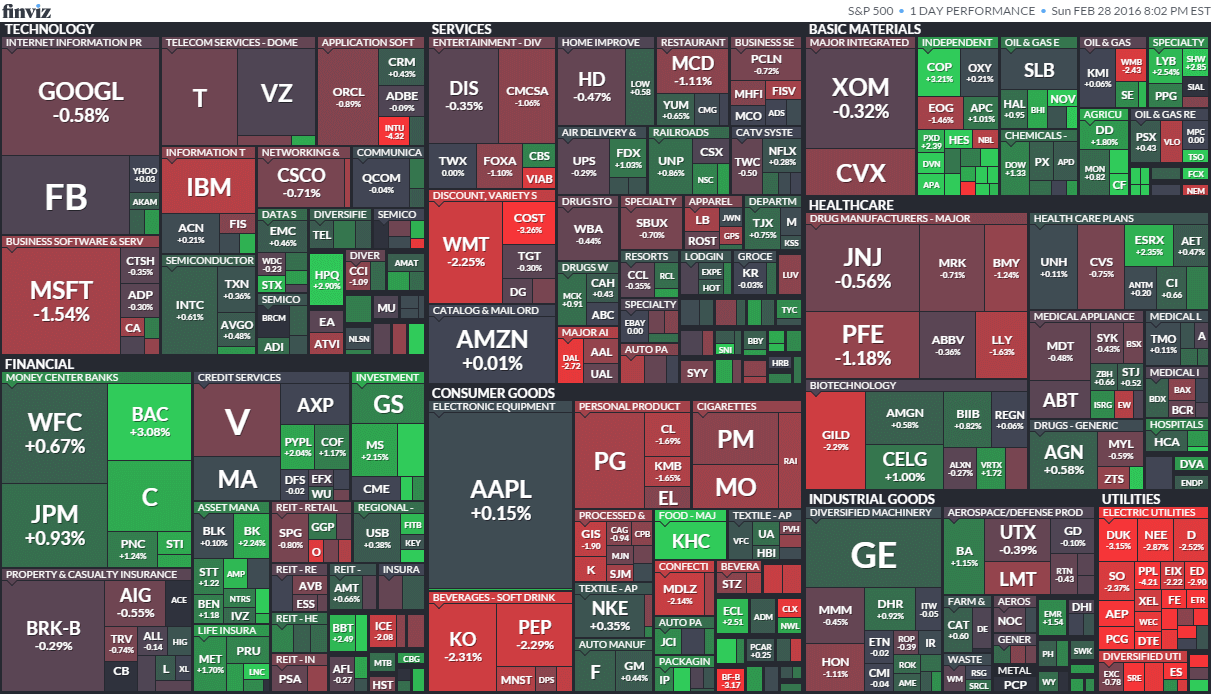 finviz
S&P 500 • 1 DAY PERFORMANCE • Sun FEB 28 2016 8:02 PM EST
TECHNOLOGY
INTERNET INFORMATION PR
GOOGL
-0.58%
FB
YHOO
+0.03
AKAM
TELECOM SERVICES - DOME
T
VZ
APPLICATION SOFT
ORCL
-0.89%
CRM
+0.43%
ADBE
-0.09%
INTU
-4.32
INFORMATION T
IBM
ACN
+0.21%
FIS
NETWORKING &
CSCO
-0.71%
COMMUNICA
QCOM
-0.04%
BUSINESS SOFTWARE & SERV
MSFT
-1.54%
CTSH
-0.35%
ADP
-0.30%
CA
SEMICONDUCTOR
INTC
+0.61%
TXN
+0.36%
AVGO
+0.48%
DATA S
EMC
+0.46%
WDC
-0.23
STX
SEMICO
BRCM
ADI
DIVERSIFIE
TEL
HPQ
+2.90%
EA
ATVI
SEMICO
DIVER
CCI
-1.09
AMAT
MU
NLSN
SERVICES
ENTERTAINMENT - DIV
DIS
-0.35%
CMCSA
-1.06%
TWX
0.00%
FOXA
-1.10%
CBS
VIAB
DISCOUNT, VARIETY S
WMT
-2.25%
COST
-3.26%
TGT
-0.30%
DG
CATALOG & MAIL ORD
AMZN
+0.01%
HOME IMPROVE
HD
-0.47%
LOW
+0.58
RESTAURANT
MCD
-1.11%
YUM
+0.65%
CMG
BUSINESS SE
PCLN
-0.72%
MHFI
FISV
MCO
ADS
AIR DELIVERY &
UPS
-0.29%
FDX
+1.03%
RAILROADS
UNP
+0.86%
CSX
NSC
CATV SYSTE
TWC
-0.50
NFLX
+0.28%
DRUG STO
WBA
-0.44%
SPECIALTY
SBUX
-0.70%
APPAREL
LB
JWN
ROST
GPS
DEPARTM
TJX
+0.75%
M
KSS
DRUGS W
MCK
+0.91
CAH
+0.43
ABC
RESORTS
CCL
-0.35%
RCL
LODGIN
EXPE
HOT
GROCE
KR
-0.03%
LUV
SPECIALTY
EBAY
0.00
TYC
MAJOR AI
DAL
-2.72
AAL
UAL
AUTO PA
SYY
SNI
BBY
HRB
BASIC MATERIALS
MAJOR INTEGRATED
XOM
-0.32%
CVX
INDEPENDENT
COP
+3.21%
OXY
+0.21%
EOG
-1.46%
APC
+1.01%
PXD
+2.39
HES
NBL
DVN
APA
OIL & GAS E
SLB
HAL
+0.95
BHI
NOV
OIL & GAS
KMI
+0.06
WMB
-2.43
SE
SPECIALTY
LYB
+2.54%
SHW
+2.85
PPG
SIAL
CHEMICALS -
DOW
+1.33
PX
APD
AGRICU
DD
+1.80%
MON
+0.82
CF
OIL & GAS RE
PSX
+0.43
VLO
MPC
0.00
TSO
FCX
NEM
HEALTHCARE
DRUG MANUFACTURERS - MAJOR
JNJ
-0.56%
MRK
-0.71%
BMY
-1.24%
PFE
-1.18%
ABBV
-0.36%
LLY
-1.63%
HEALTH CARE PLANS
UNH
+0.11%
CVS
-0.75%
ESRX
+2.35%
AET
+0.47%
ANTM
+0.20
CI
+0.66
MEDICAL APPLIANCE
MDT
-0.48%
SYK
-0.43%
BSX
ABT
ZBH
+0.66
STJ
+0.52
ISRG
EW
MEDICAL L
TMO
+0.11%
A
MEDICAL I
BDX
BAX
BCR
BIOTECHNOLOGY
GILD
-2.29%
AMGN
+0.58%
BIIB
+0.82%
REGN
+0.06%
CELG
+1.00%
ALXN
-0.27%
VRTX
+1.72
DRUGS - GENERIC
AGN
+0.58%
MYL
-0.59%
ZTS
HOSPITALS
HCA
DVA
ENDP
FINANCIAL
MONEY CENTER BANKS
WFC
+0.67%
BAC
+3.08%
JPM
+0.93%
C
PNC
+1.24%
STI
CREDIT SERVICES
V
AXP
MA
PYPL
+2.04%
COF
+1.17%
DFS
-0.02
EFX
WU
INVESTMENT
GS
MS
+2.15%
CME
PROPERTY & CASUALTY INSURANCE
BRK-B
-0.29%
AIG
-0.55%
ACE
TRV
-0.74%
ALL
-0.14
HIG
CB
L
XL
ASSET MANA
BLK
+0.10%
BK
+2.24%
STT
+1.22
AMP
BEN
+1.18
NTRS
IVZ
REIT - RETAIL
SPG
-0.80%
GGP
O
REGIONAL -
USB
+0.38%
FITB
KEY
REIT - RE
AVB
ESS
REIT -
AMT
+0.66%
INSURA
LIFE INSURA
MET
+1.70%
PRU
LNC
REIT - HE
REIT - IN
PSA
BBT
+2.49
ICE
-2.08
AFL
-0.27
MTB
CBG
HST
CONSUMER GOODS
ELECTRONIC EQUIPMENT
AAPL
+0.15%
PERSONAL PRODUCT
PG
CL
-1.69%
KMB
-1.65%
EL
CIGARETTES
PM
RAI
MO
PROCESSED &
GIS
-1.90
CAG
-0.94
CPB
MJN
K
SJM
FOOD - MAJ
KHC
TEXTILE - AP
VFC
UA
PVH
HBI
BEVERAGES - SOFT DRINK
KO
-2.31%
PEP
-2.29%
MNST
DPS
TEXTILE - AP
NKE
+0.35%
CONFECTI
MDLZ
-2.14%
BEVERA
STZ
AUTO MANUF
F
GM
+0.44%
AUTO PA
JCI
PACKAGIN
IP
ECL
+2.51
ADM
CLX
NWL
PCAR
+0.25
BF-B
-3.17
INDUSTRIAL GOODS
DIVERSIFIED MACHINERY
GE
MMM
-0.45%
DHR
+0.92%
ITW
+0.05
HON
-1.11%
ETN
-0.02
ROP
-0.39
IR
CMI
-0.04
ROK
AME
AEROSPACE/DEFENSE PROD
BA
+1.15%
UTX
-0.39%
GD
-0.10%
LMT
RTN
-0.43
FARM &
CAT
+0.60
DE
AEROS
NOC
EMR
+1.54
DHI
GENER
PH
SWK
WASTE
WM
RSG
SRCL
METAL
PCP
WY
UTILITIES
ELECTRIC UTILITIES
DUK
-3.15%
NEE
-2.87%
D
-2.52%
SO
-2.37%
PPL
-4.21
EIX
-2.22
ED
-2.90
AEP
XEL
FE
ETR
WEC
PCG
DTE
DIVERSIFIED UTI
EXC
-0.78
SRE
ES